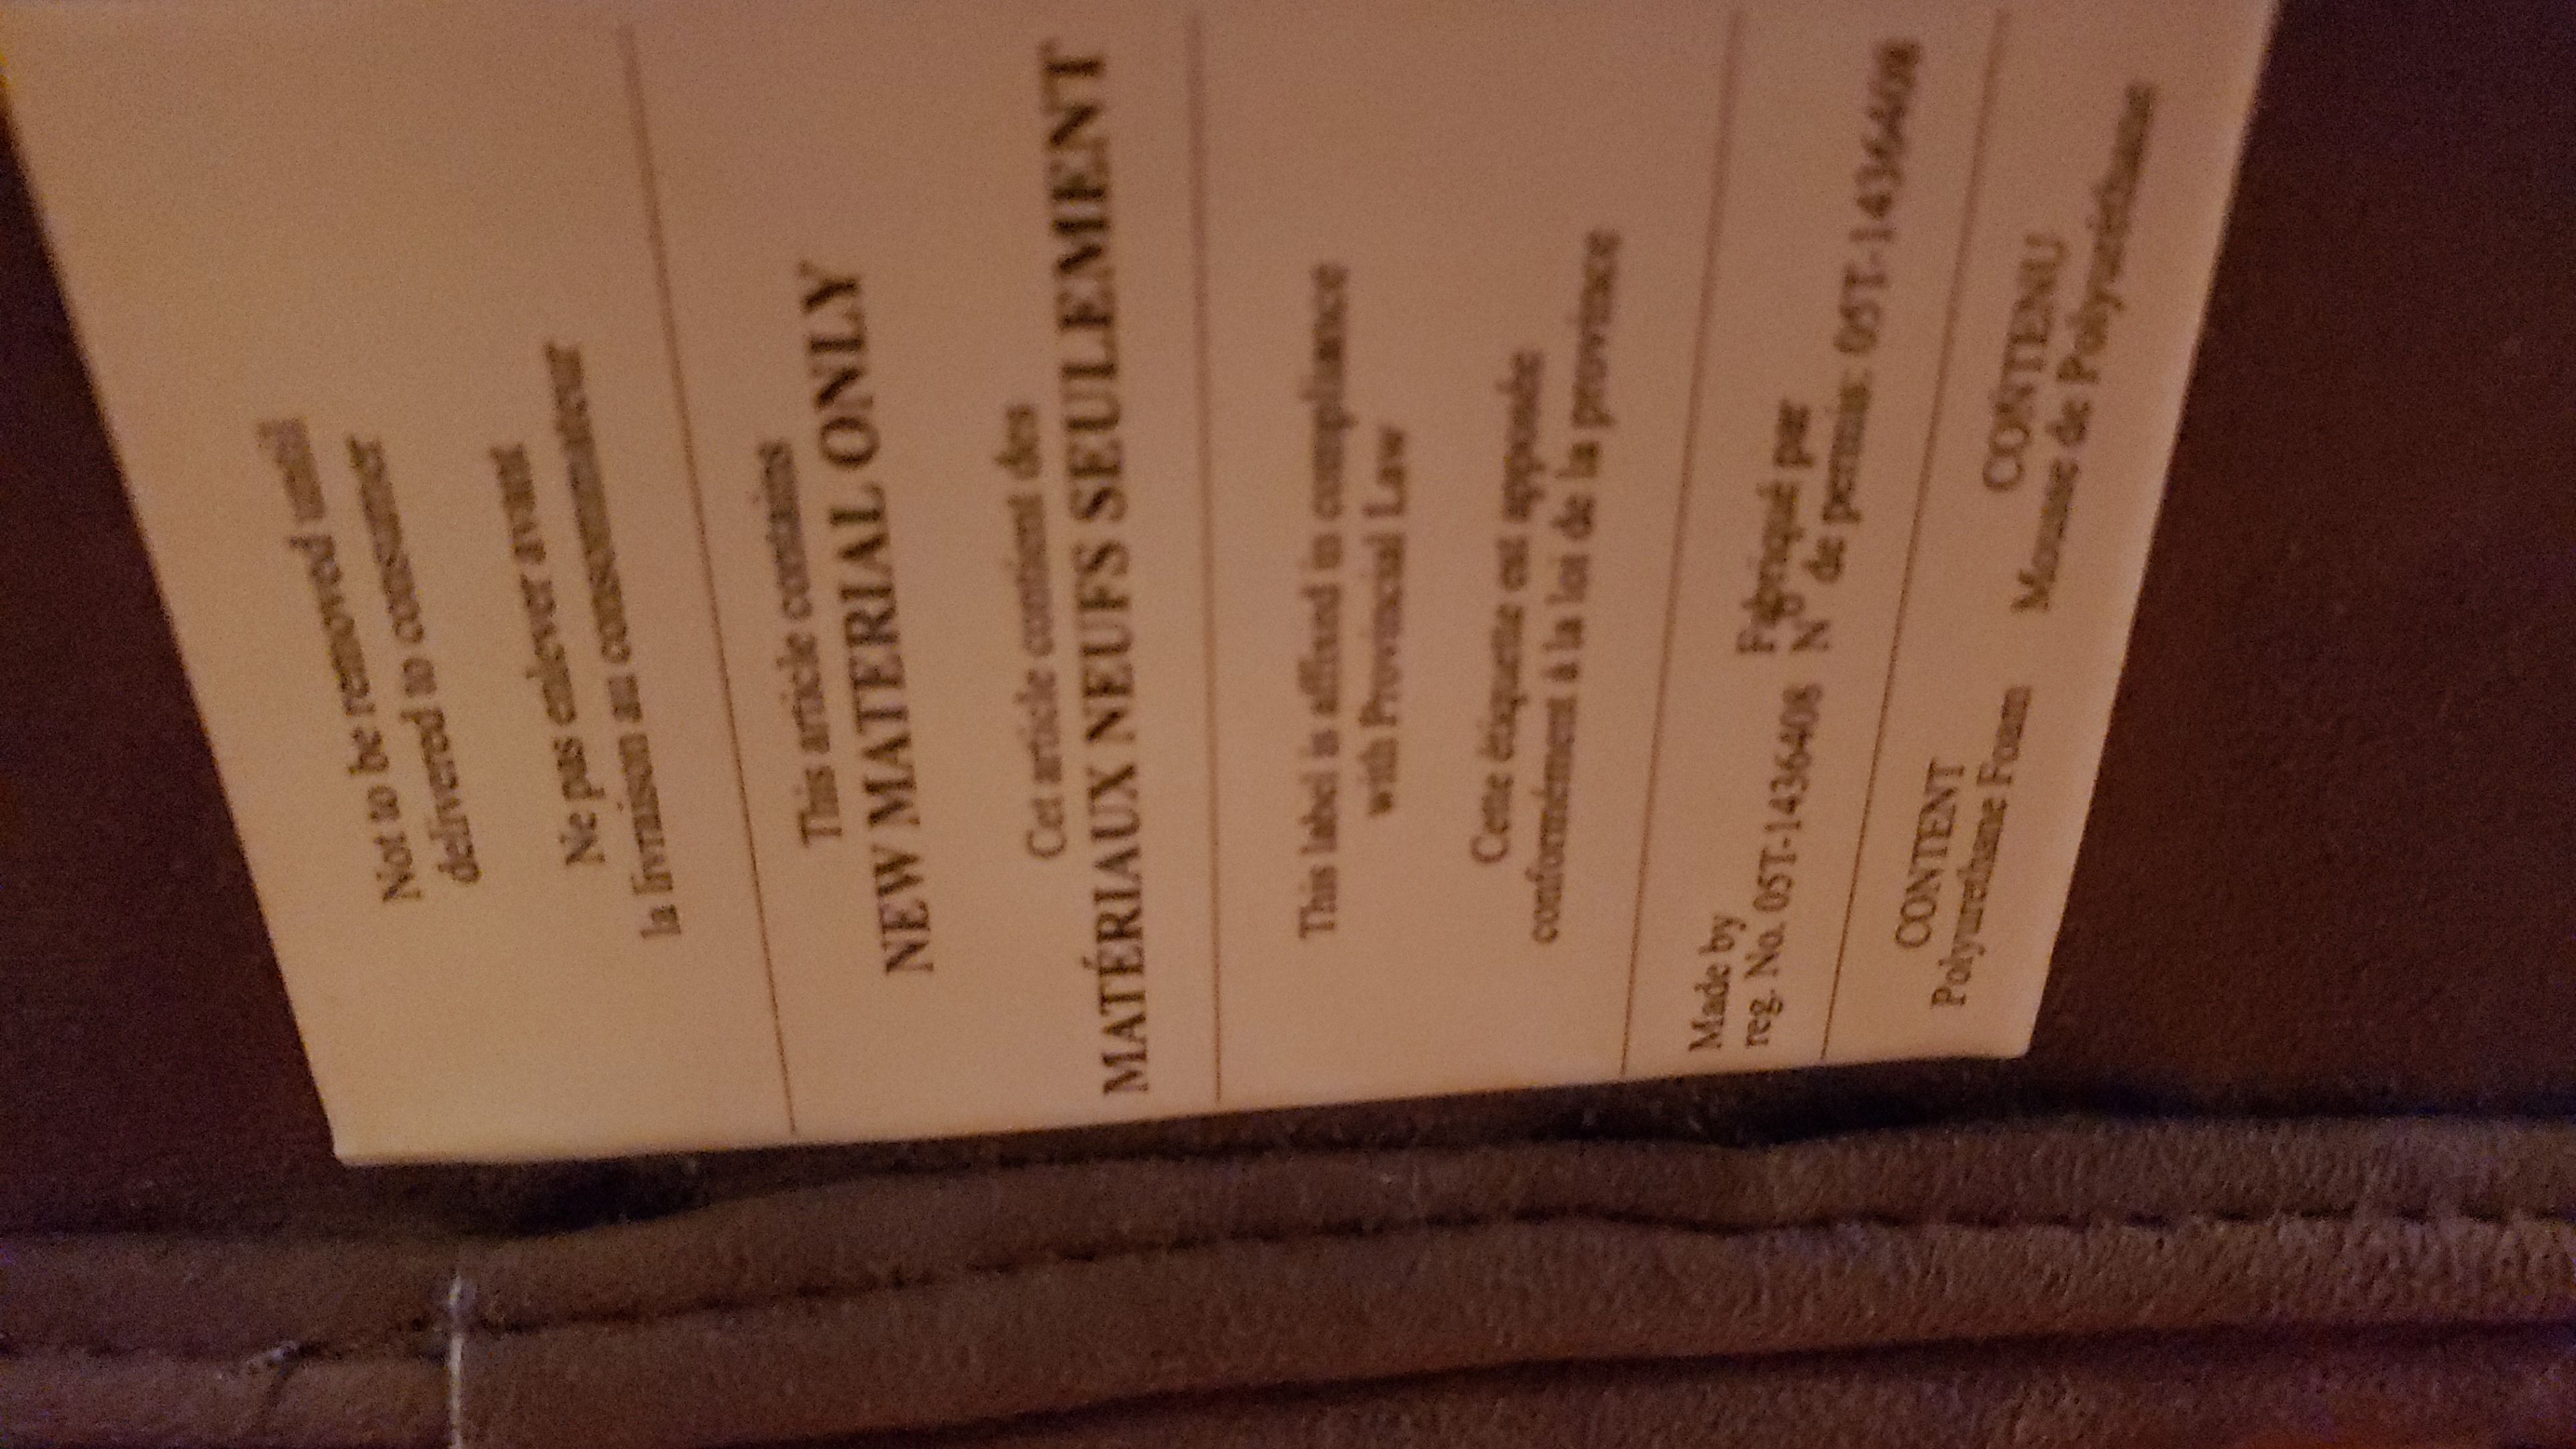 Not to be removed until
delivered to consumer
Ne pas enlever avant
la livraison au consommateur
This article contains
NEW MATERIAL ONLY
Cet article contient des
MATÉRIAUX NEUFS SEULEMENT
This label is affixed in compliance
with Provincial Law
Cette étiquette est apposée
conformément à la loi de la province
Made by
reg. No. 05T-1436408
Fabriqué par
Nº de permis: 05T-1436408
CONTENT
Polyurethane Foam
CONTENU
Mousse de Polyuréthane